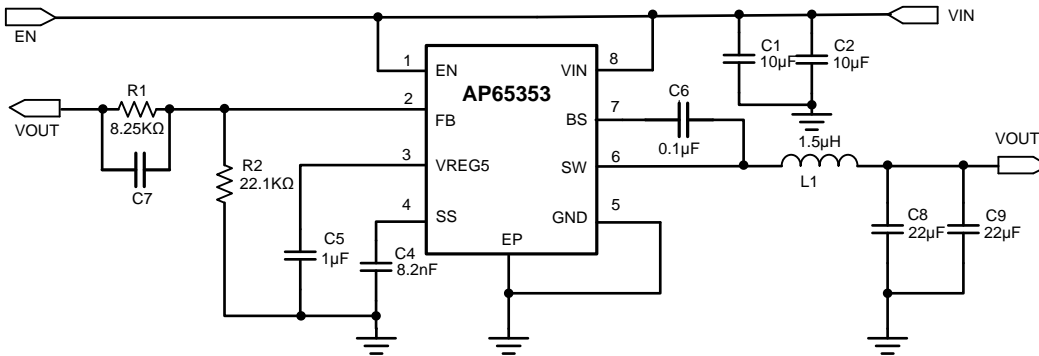 EN
VIN
1
EN
VIN
8
C1
10µF
C2
10µF
AP65353
R1
8.25KΩ
VOUT
2
FB
7
BS
C6
0.1µF
C7
R2
22.1KΩ
3
VREG5
6
SW
1.5µH
L1
VOUT
4
SS
5
GND
EP
C5
1µF
C4
8.2nF
C8
22µF
C9
22µF